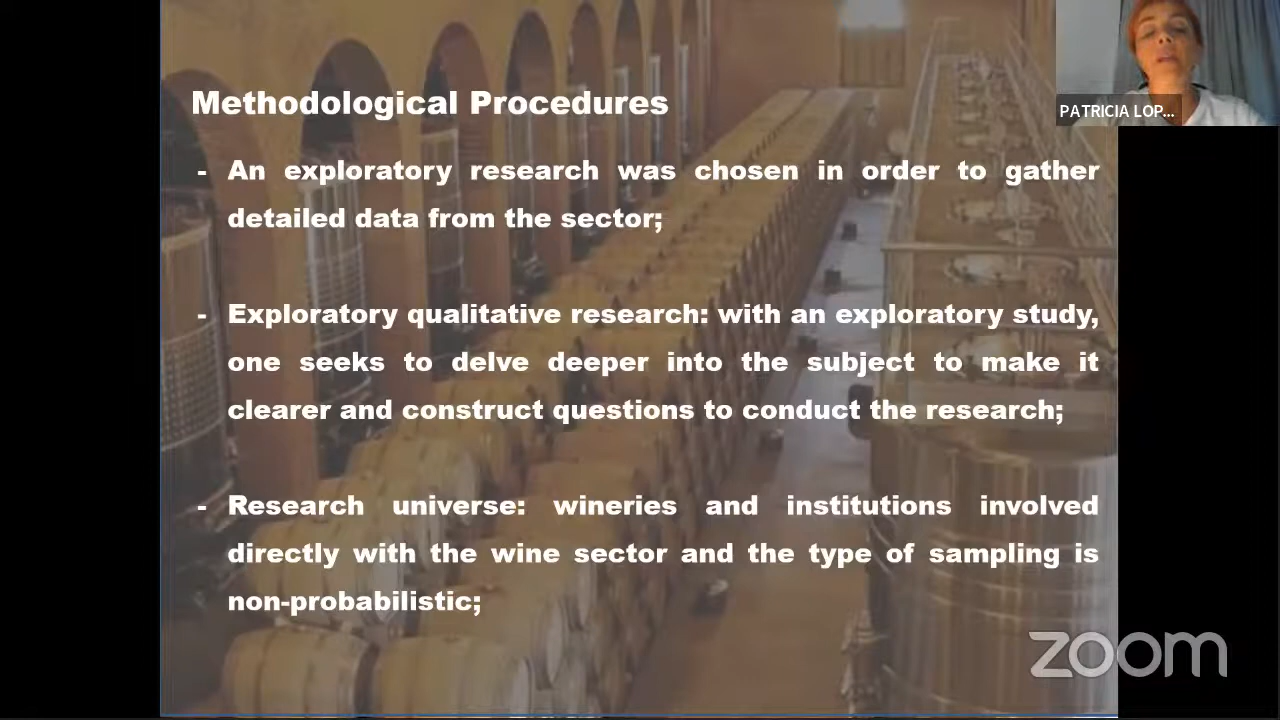 Methodological Procedures
- An exploratory research was chosen in order to gather
detailed data from the sector;
- Exploratory qualitative research: with an exploratory study,
one seeks to delve deeper into the subject to make it
clearer and construct questions to conduct the research;
- Research universe: wineries and institutions involved
directly with the wine sector and the type of sampling is
non-probabilistic;
PATRICIA LOP...
zoom